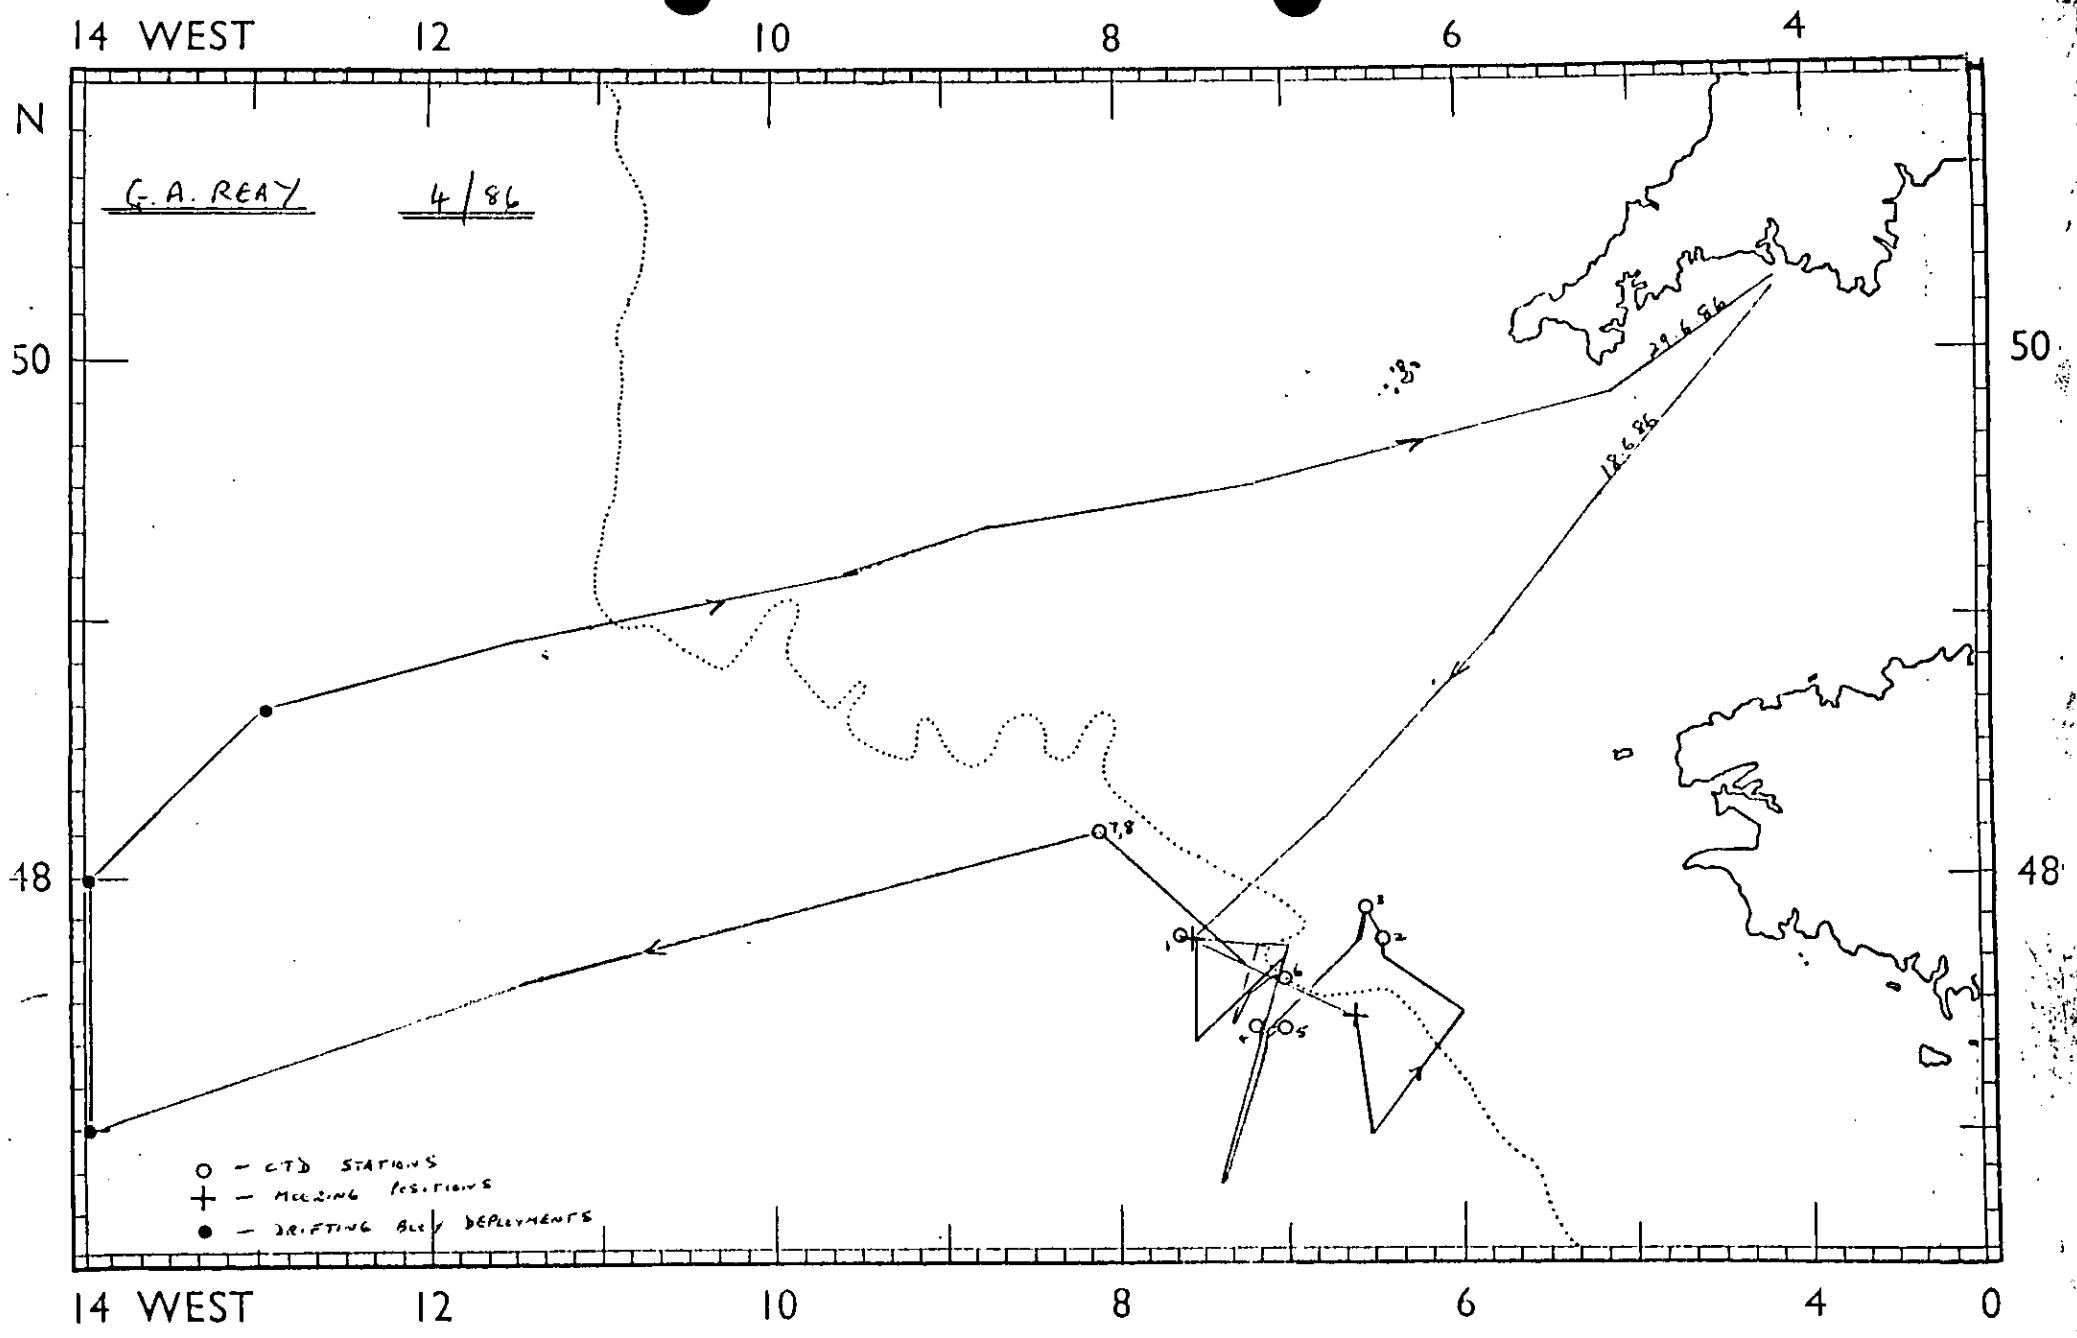 14 WEST 12 10 8 6 4
N
G.A. REAY 4/86
29.6.86
50 50
18.6.86
7,8
48 48
3
1 2
6
4 5
O - CTD STATIONS
+ - MOORING POSITIONS
● - DRIFTING BUOY DEPLOYMENTS
14 WEST 12 10 8 6 4 0